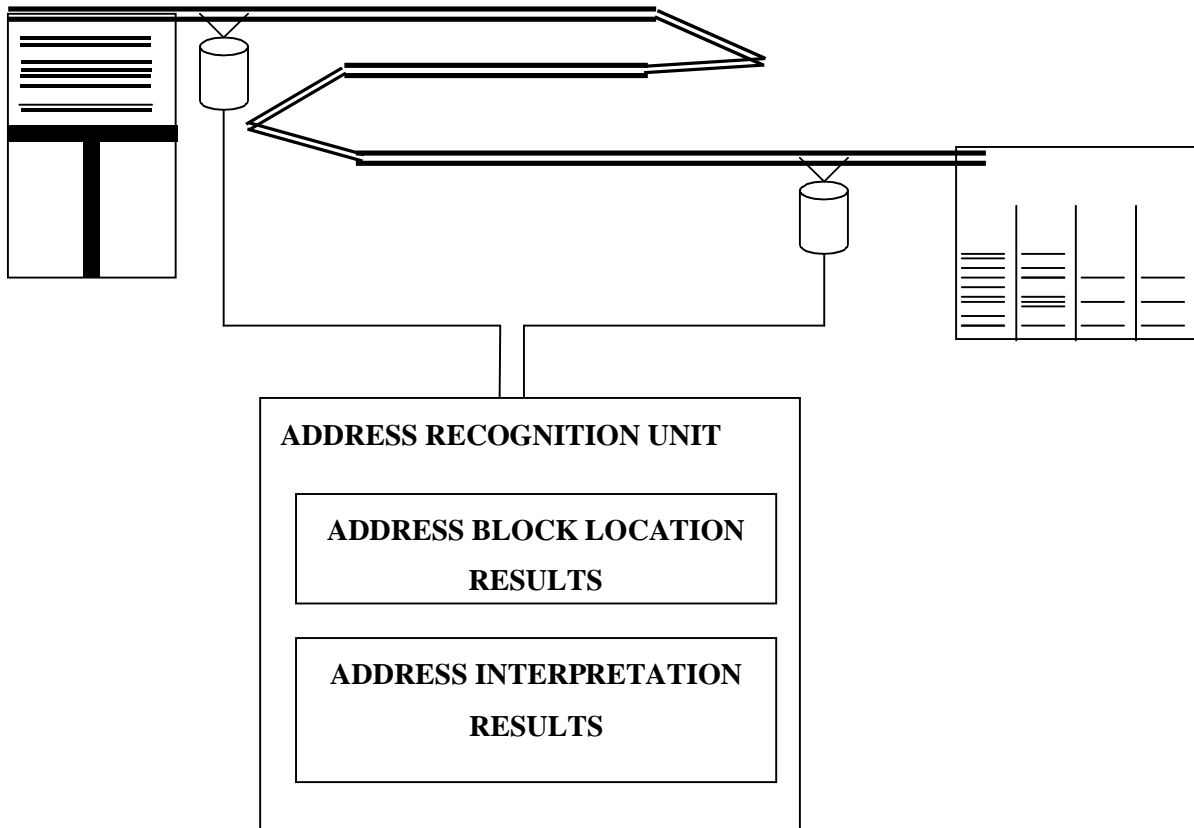 ADDRESS RECOGNITION UNIT
ADDRESS BLOCK LOCATION
RESULTS
ADDRESS INTERPRETATION
RESULTS